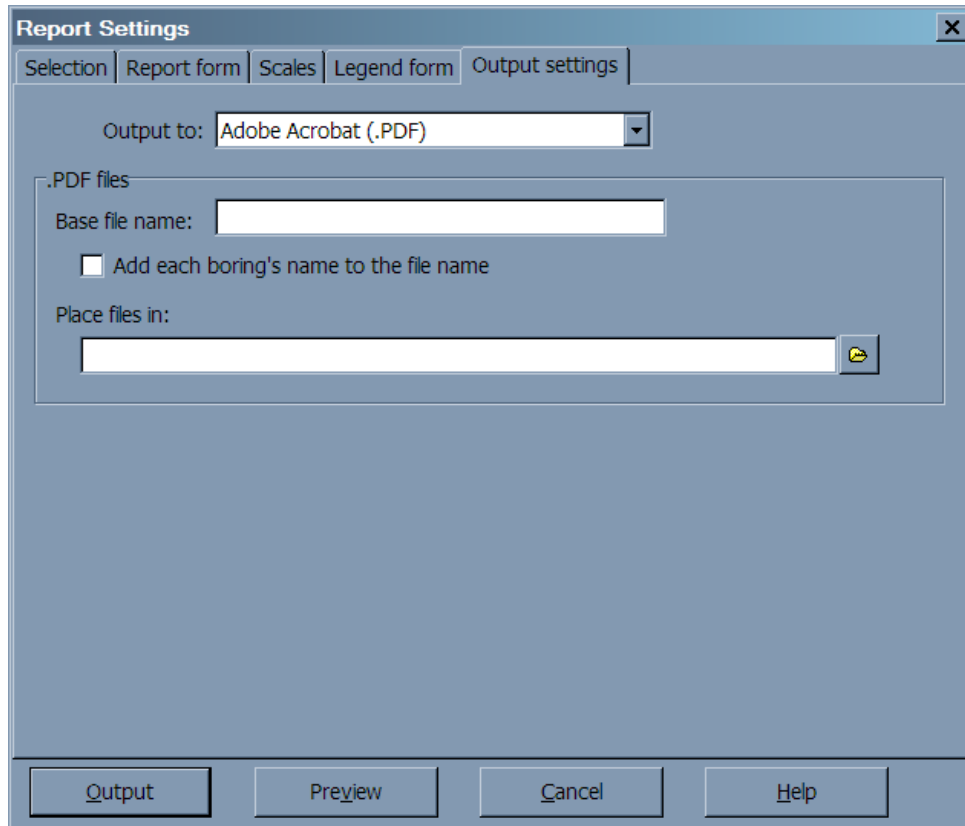 Report Settings
Selection Report form Scales Legend form Output settings
Output to: Adobe Acrobat (.PDF)
.PDF files
Base file name:
Add each boring's name to the file name
Place files in:
Output Preview Cancel Help